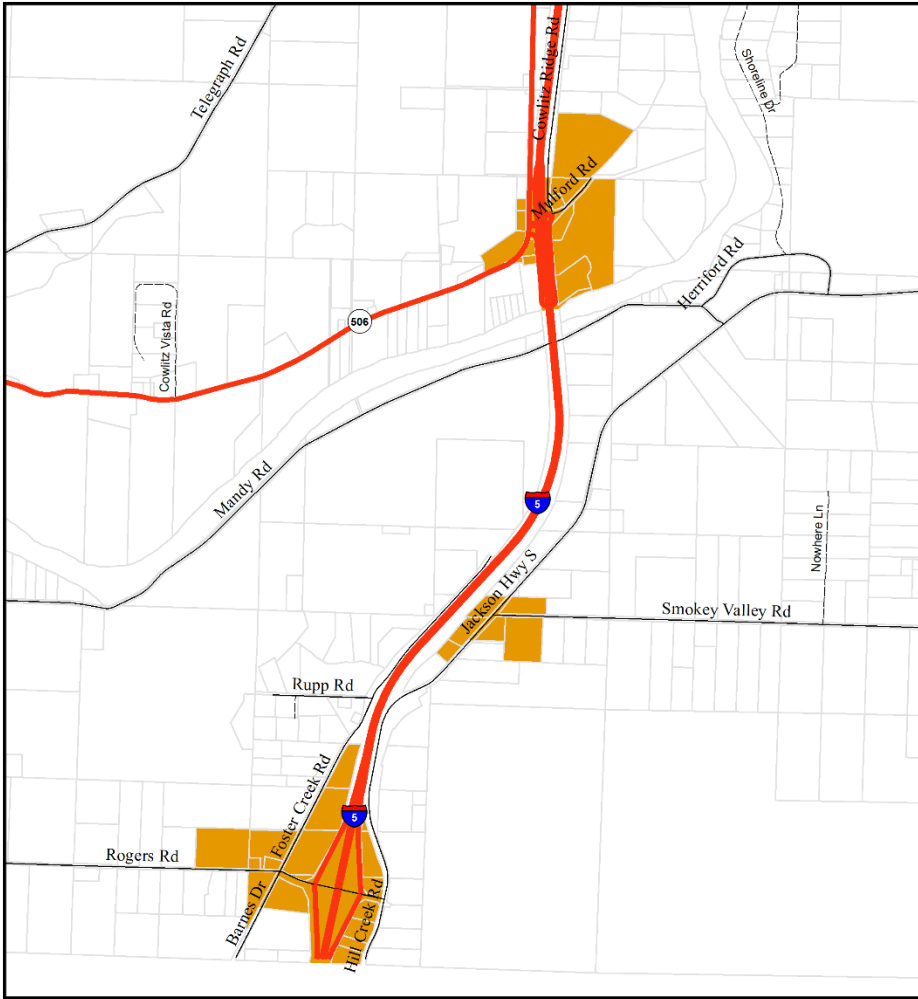 Telegraph Rd
Cowlitz Ridge Rd
Shoreline Dr
Mulford Rd
Herriford Rd
506
Cowlitz Vista Rd
Mandy Rd
5
Nowhere Ln
Jackson Hwy S
Smokey Valley Rd
Rupp Rd
Foster Creek Rd
5
Rogers Rd
Barnes Dr
Hill Creek Rd